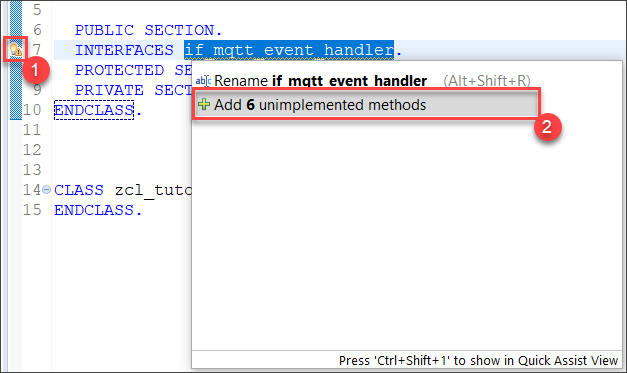 5
6 PUBLIC SECTION.
7 INTERFACES if_mqtt_event_handler.
8 PROTECTED SE
9 PRIVATE SECT
10 ENDCLASS.
11
12
13
14 CLASS zcl_tuto
15 ENDCLASS.
1
Rename if_mqtt_event_handler (Alt+Shift+R)
Add 6 unimplemented methods
2
Press 'Ctrl+Shift+1' to show in Quick Assist View